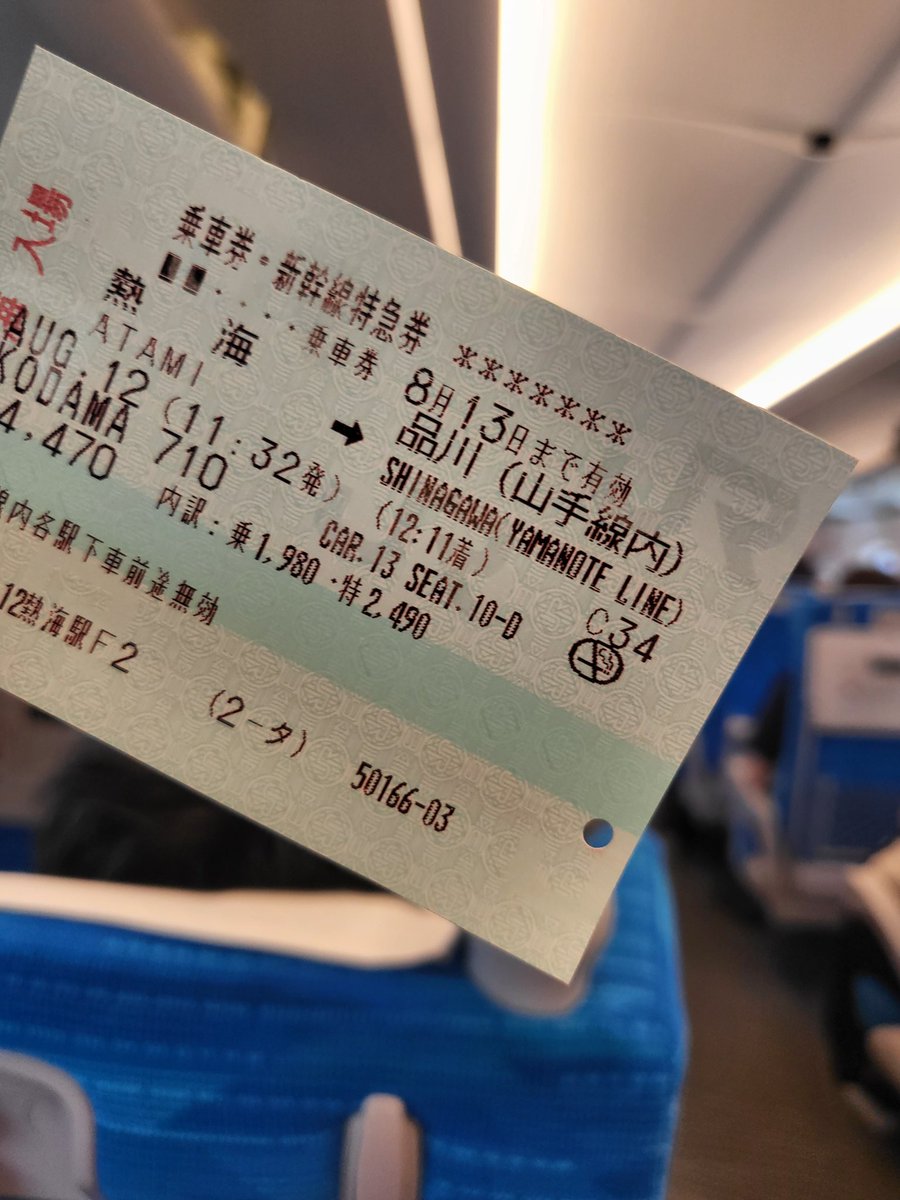 入場
乗車券・新幹線特急券
乗車券 8月13日まで有効
*******
熱 海 ➡ 品川(山手線内)
ATAMI SHINAGAWA(YAMANOTE LINE)
AUG.12 (11:32発) (12:11着) C34
KODAMA 710 CAR.13 SEAT.10-D
4,470 内訳:乗1,980・特2,490
線内各駅下車前途無効
12熱海駅F2 (2-タ) 50166-03